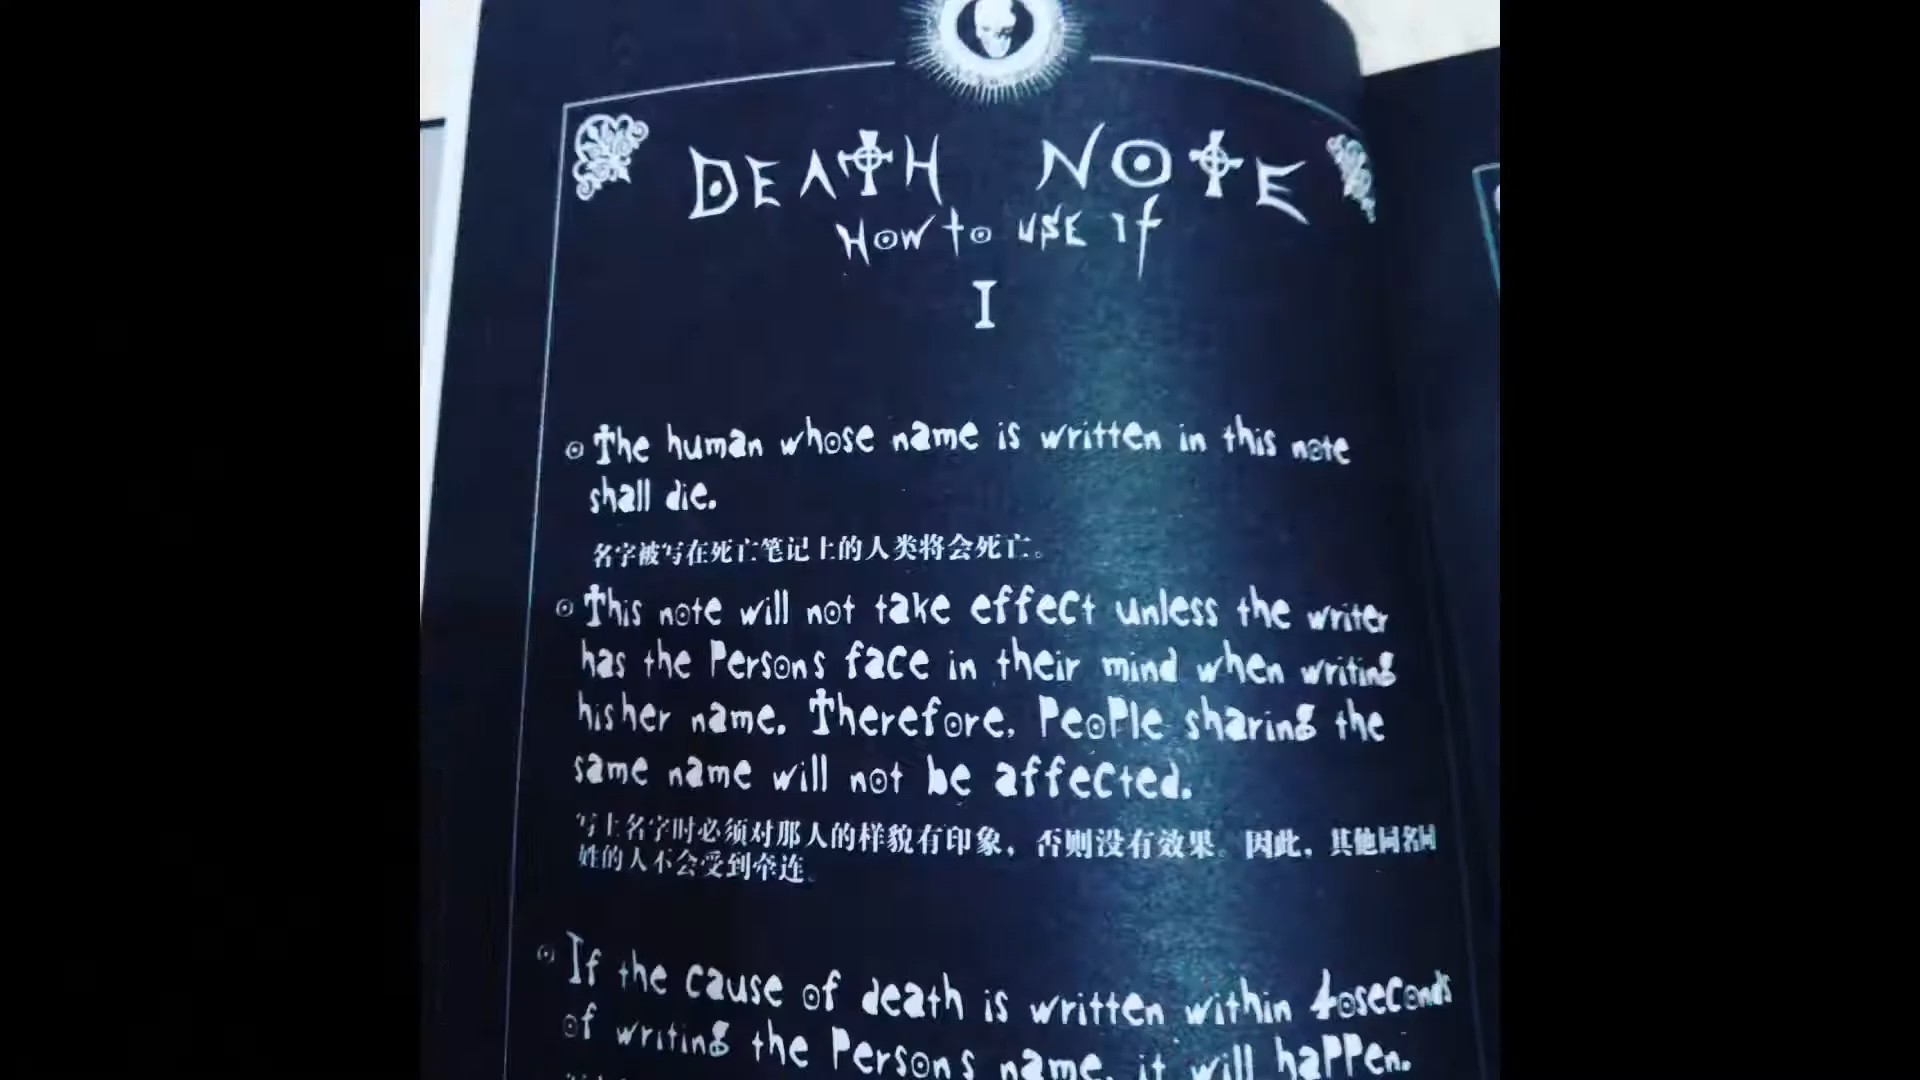 DEATH NOTE
How to use it
I
The human whose name is written in this note
shall die.
名字被写在死亡笔记上的人类将会死亡。
This note will not take effect unless the writer
has the Persons face in their mind when writing
hisher name. Therefore, PeoPle sharing the
same name will not be affected.
写上名字时必须对那人的样貌有印象，否则没有效果。因此，其他同名同
姓的人不会受到牵连。
If the cause of death is written within 40seconds
of writing the Persons name, it will haPPen.